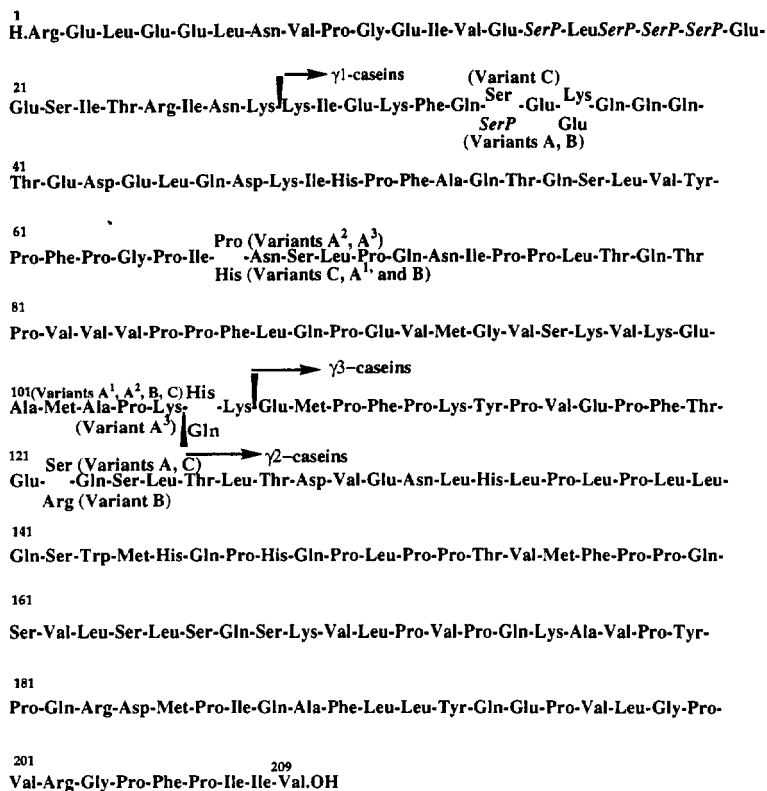 1
H.Arg-Glu-Leu-Glu-Glu-Leu-Asn-Val-Pro-Gly-Glu-Ile-Val-Glu-SerP-LeuSerP-SerP-SerP-Glu-
21
γ1-caseins (Variant C)
Glu-Ser-Ile-Thr-Arg-Ile-Asn-Lys-Lys-Ile-Glu-Lys-Phe-Gln-Ser-Glu-Lys-Gln-Gln-Gln-
SerP Glu
(Variants A, B)
41
Thr-Glu-Asp-Glu-Leu-Gln-Asp-Lys-Ile-His-Pro-Phe-Ala-Gln-Thr-Gln-Ser-Leu-Val-Tyr-
61
Pro (Variants A², A³)
Pro-Phe-Pro-Gly-Pro-Ile- -Asn-Ser-Leu-Pro-Gln-Asn-Ile-Pro-Pro-Leu-Thr-Gln-Thr
His (Variants C, A¹, and B)
81
Pro-Val-Val-Val-Pro-Pro-Phe-Leu-Gln-Pro-Glu-Val-Met-Gly-Val-Ser-Lys-Val-Lys-Glu-
γ3-caseins
101(Variants A¹, A², B, C) His
Ala-Met-Ala-Pro-Lys- -Lys-Glu-Met-Pro-Phe-Pro-Lys-Tyr-Pro-Val-Glu-Pro-Phe-Thr-
(Variant A³) Gln
121 Ser (Variants A, C) γ2-caseins
Glu- -Gln-Ser-Leu-Thr-Leu-Thr-Asp-Val-Glu-Asn-Leu-His-Leu-Pro-Leu-Pro-Leu-Leu-
Arg (Variant B)
141
Gln-Ser-Trp-Met-His-Gln-Pro-His-Gln-Pro-Leu-Pro-Pro-Thr-Val-Met-Phe-Pro-Pro-Gln-
161
Ser-Val-Leu-Ser-Leu-Ser-Gln-Ser-Lys-Val-Leu-Pro-Val-Pro-Gln-Lys-Ala-Val-Pro-Tyr-
181
Pro-Gln-Arg-Asp-Met-Pro-Ile-Gln-Ala-Phe-Leu-Leu-Tyr-Gln-Glu-Pro-Val-Leu-Gly-Pro-
201 209
Val-Arg-Gly-Pro-Phe-Pro-Ile-Ile-Val.OH